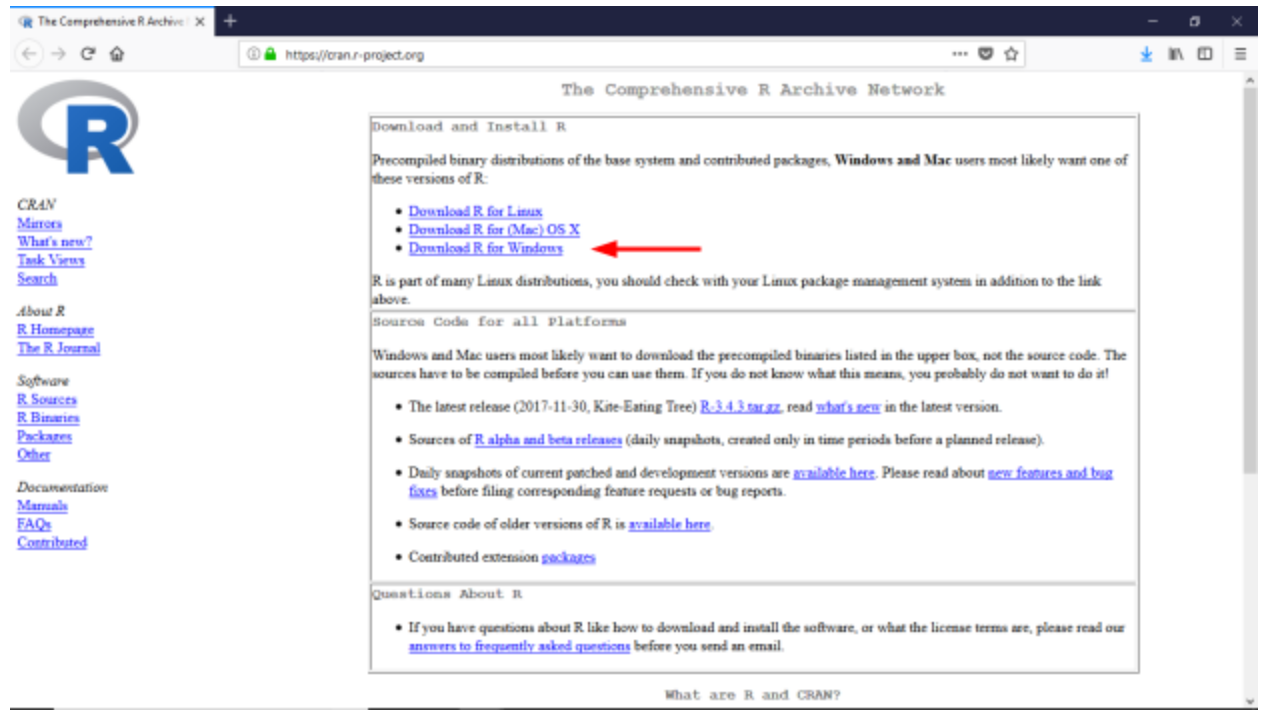 The Comprehensive R Archive
https://cran.r-project.org
R
CRAN
Mirrors
What's new?
Task Views
Search
About R
R Homepage
The R Journal
Software
R Sources
R Binaries
Packages
Other
Documentation
Manuals
FAQs
Contributed
The Comprehensive R Archive Network
Download and Install R
Precompiled binary distributions of the base system and contributed packages, Windows and Mac users most likely want one of
these versions of R:
• Download R for Linux
• Download R for (Mac) OS X
• Download R for Windows
R is part of many Linux distributions, you should check with your Linux package management system in addition to the link
above.
Source Code for all Platforms
Windows and Mac users most likely want to download the precompiled binaries listed in the upper box, not the source code. The
sources have to be compiled before you can use them. If you do not know what this means, you probably do not want to do it!
• The latest release (2017-11-30, Kite-Eating Tree) R-3.4.3.tar.gz, read what's new in the latest version.
• Sources of R alpha and beta releases (daily snapshots, created only in time periods before a planned release).
• Daily snapshots of current patched and development versions are available here. Please read about new features and bug
fixes before filing corresponding feature requests or bug reports.
• Source code of older versions of R is available here.
• Contributed extension packages
Questions About R
• If you have questions about R like how to download and install the software, or what the license terms are, please read our
answers to frequently asked questions before you send an email.
What are R and CRAN?